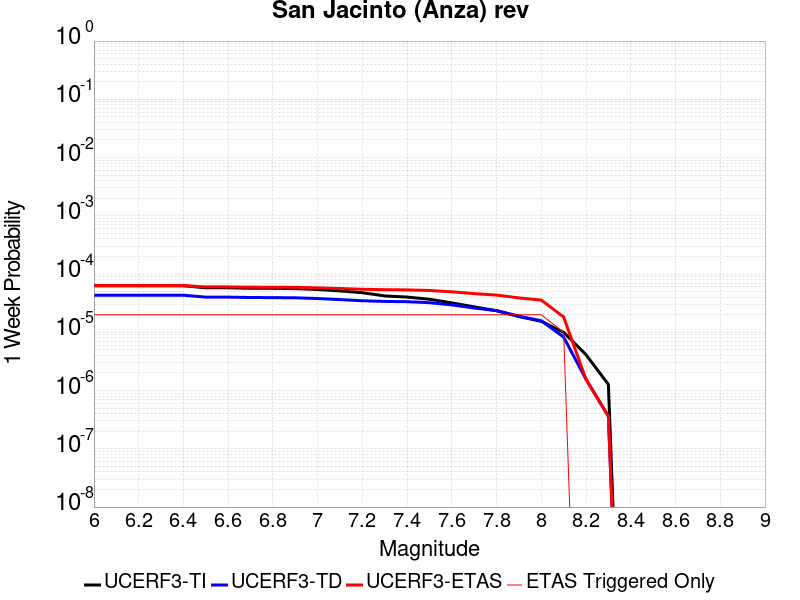 San Jacinto (Anza) rev
10^0
10^-1
10^-2
10^-3
10^-4
10^-5
10^-6
10^-7
10^-8
1 Week Probability
6 6.2 6.4 6.6 6.8 7 7.2 7.4 7.6 7.8 8 8.2 8.4 8.6 8.8 9
Magnitude
UCERF3-TI UCERF3-TD UCERF3-ETAS ETAS Triggered Only